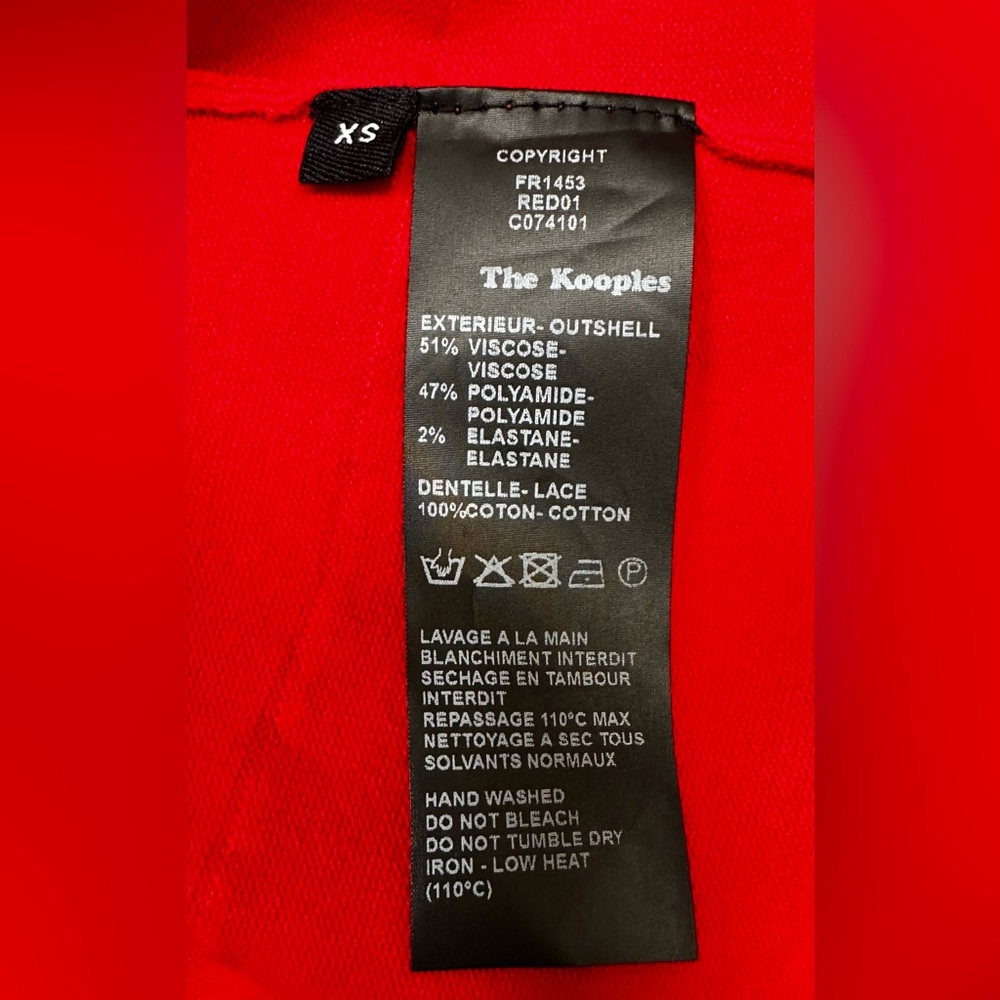 XS
COPYRIGHT
FR1453
RED01
C074101
The Kooples
EXTERIEUR- OUTSHELL
51% VISCOSE-
VISCOSE
47% POLYAMIDE-
POLYAMIDE
2% ELASTANE-
ELASTANE
DENTELLE- LACE
100%COTON- COTTON
P
LAVAGE A LA MAIN
BLANCHIMENT INTERDIT
SECHAGE EN TAMBOUR
INTERDIT
REPASSAGE 110°C MAX
NETTOYAGE A SEC TOUS
SOLVANTS NORMAUX
HAND WASHED
DO NOT BLEACH
DO NOT TUMBLE DRY
IRON - LOW HEAT
(110°C)